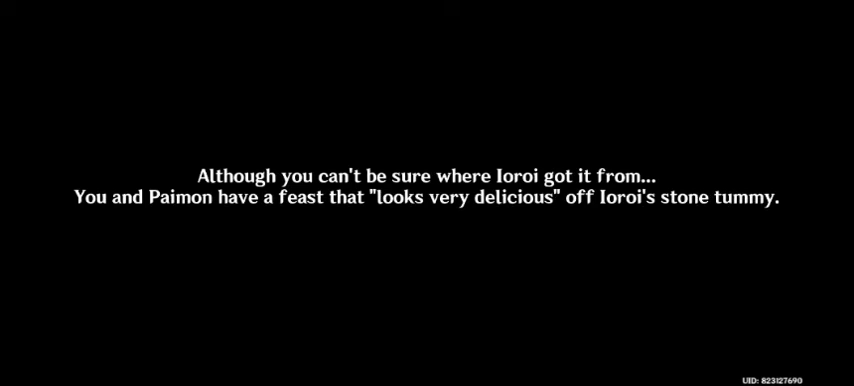 Although you can't be sure where Ioroi got it from...
You and Paimon have a feast that "looks very delicious" off Ioroi's stone tummy.
UID: 823127690